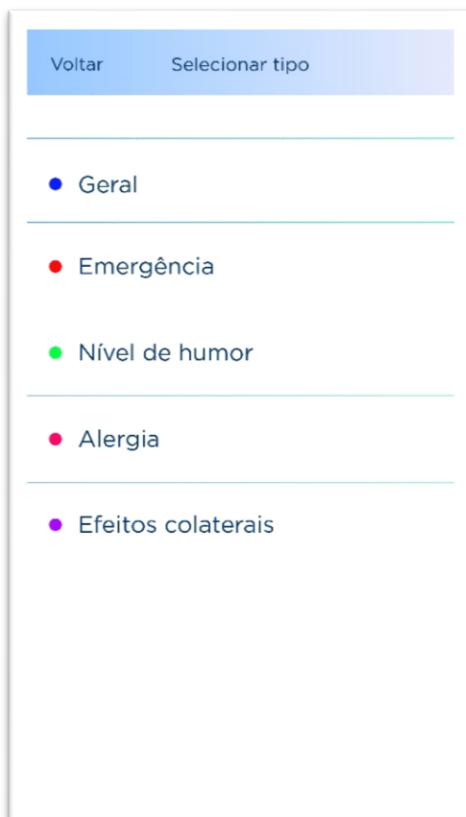 Voltar Selecionar tipo
Geral
Emergência
Nível de humor
Alergia
Efeitos colaterais